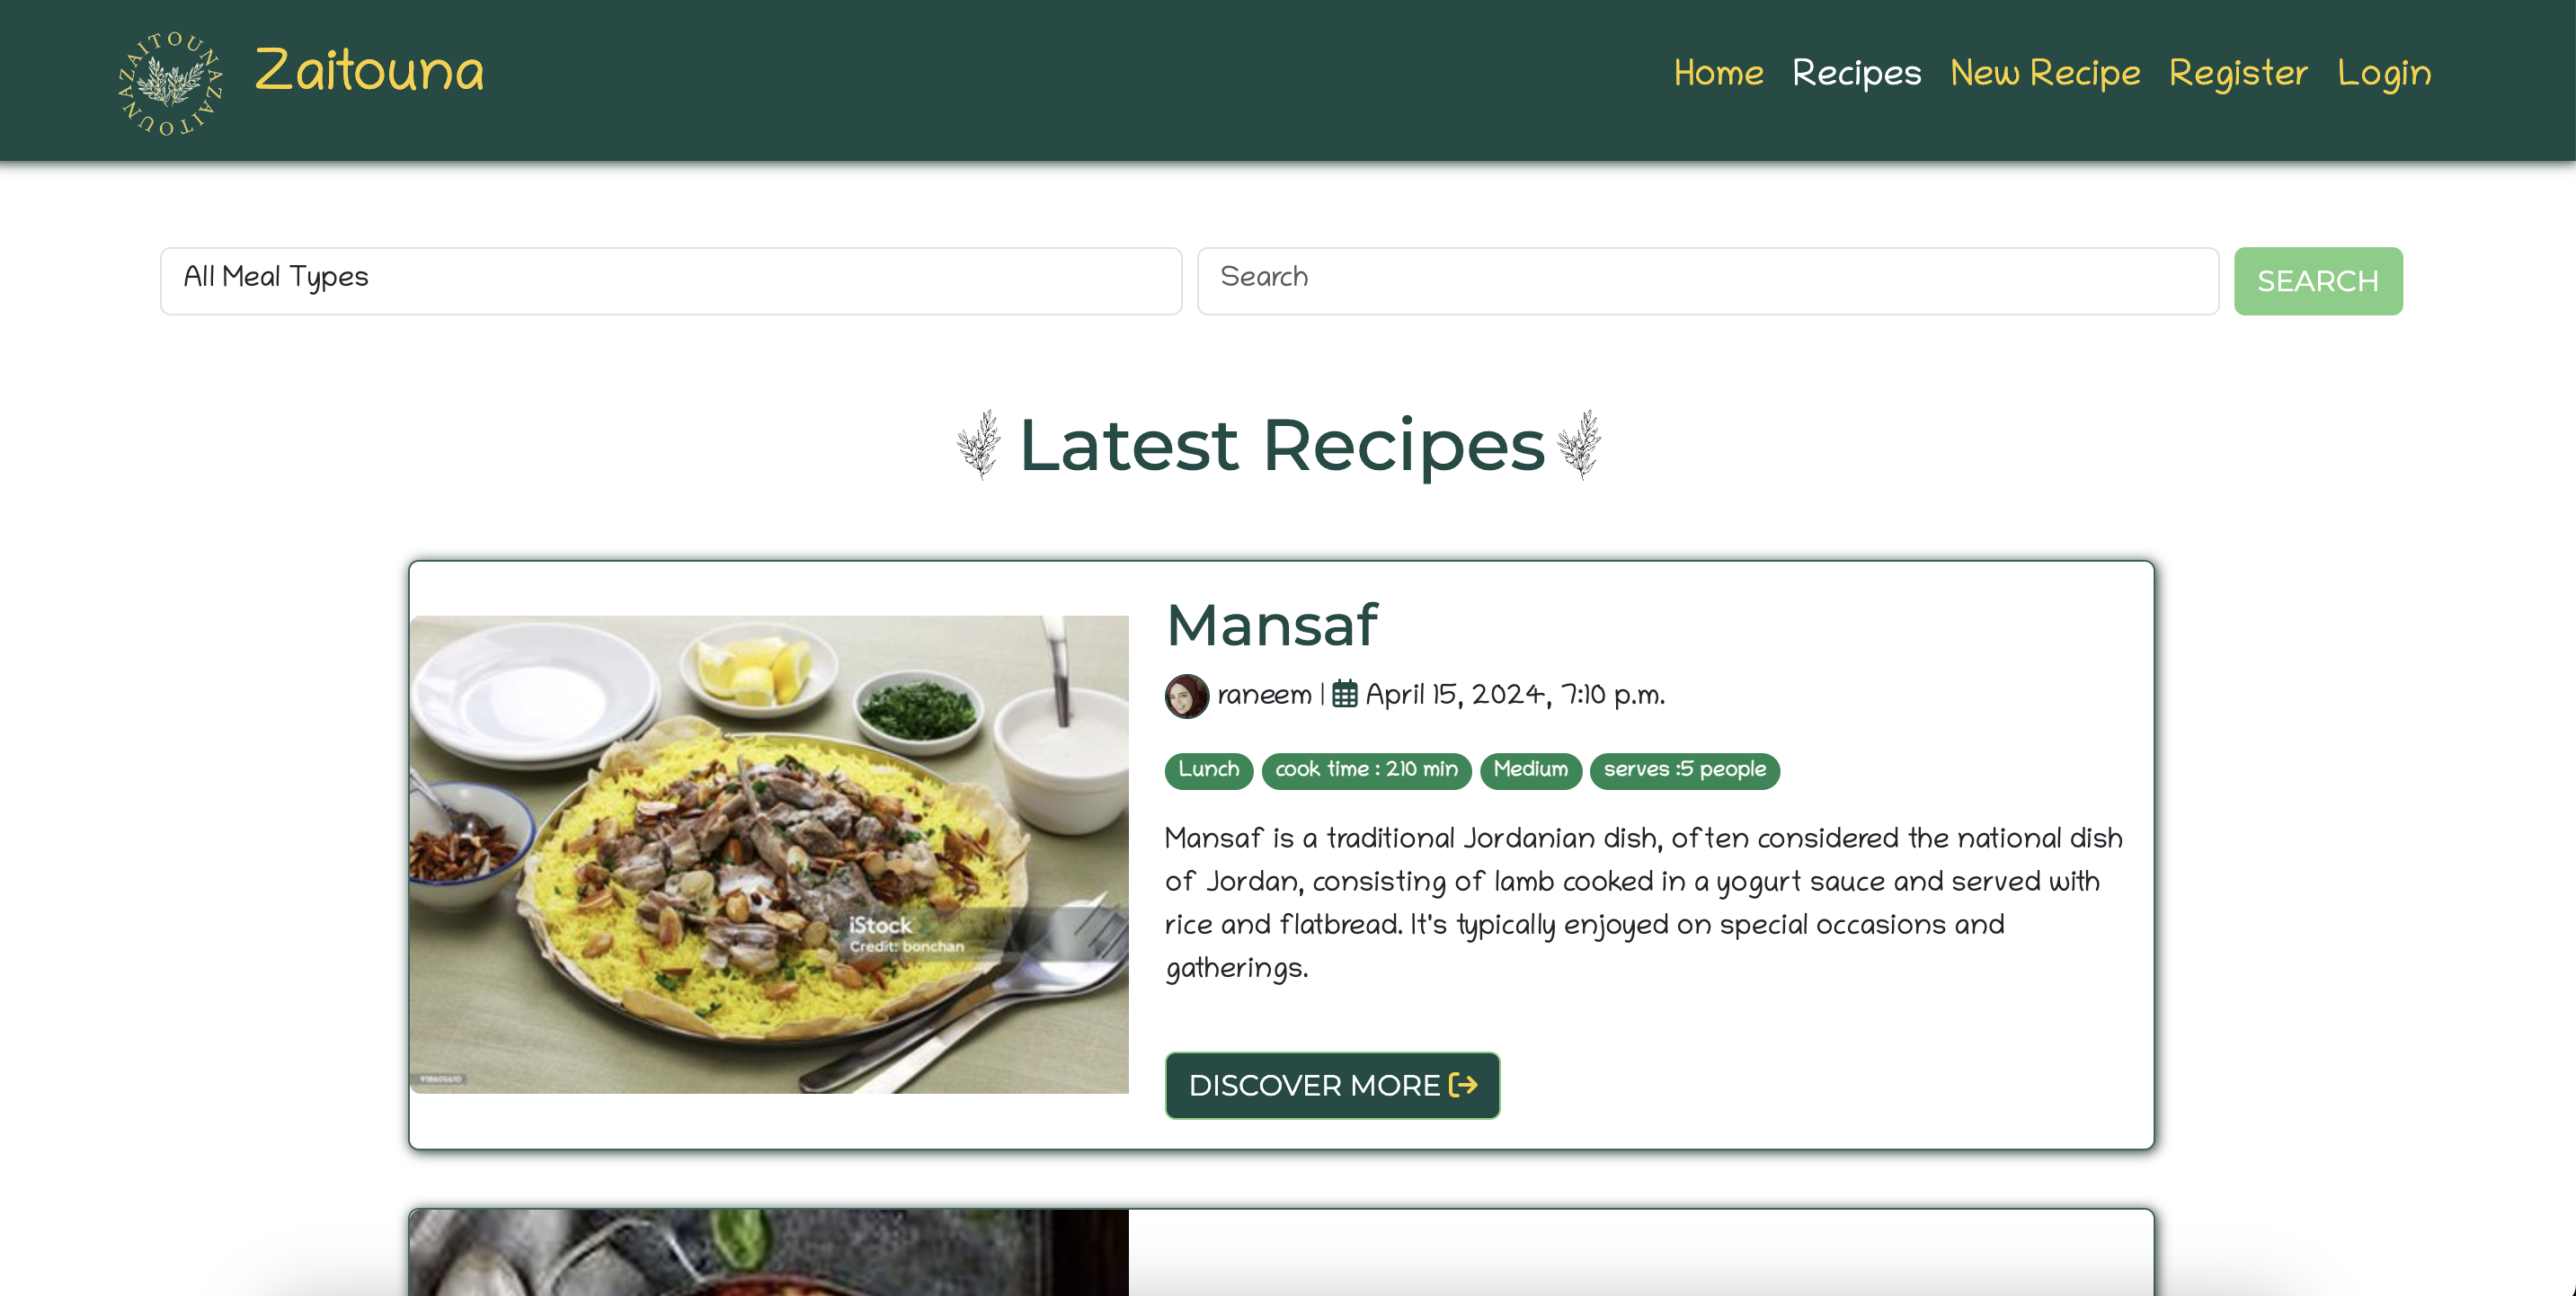 ZAITOUNA ZAITOUNA
Zaitouna
Home Recipes New Recipe Register Login
All Meal Types
Search
SEARCH
Latest Recipes
Mansaf
raneem | April 15, 2024, 7:10 p.m.
Lunch cook time : 210 min Medium serves :5 people
Mansaf is a traditional Jordanian dish, often considered the national dish
of Jordan, consisting of lamb cooked in a yogurt sauce and served with
rice and flatbread. It's typically enjoyed on special occasions and
gatherings.
iStock
Credit: bonchan
DISCOVER MORE